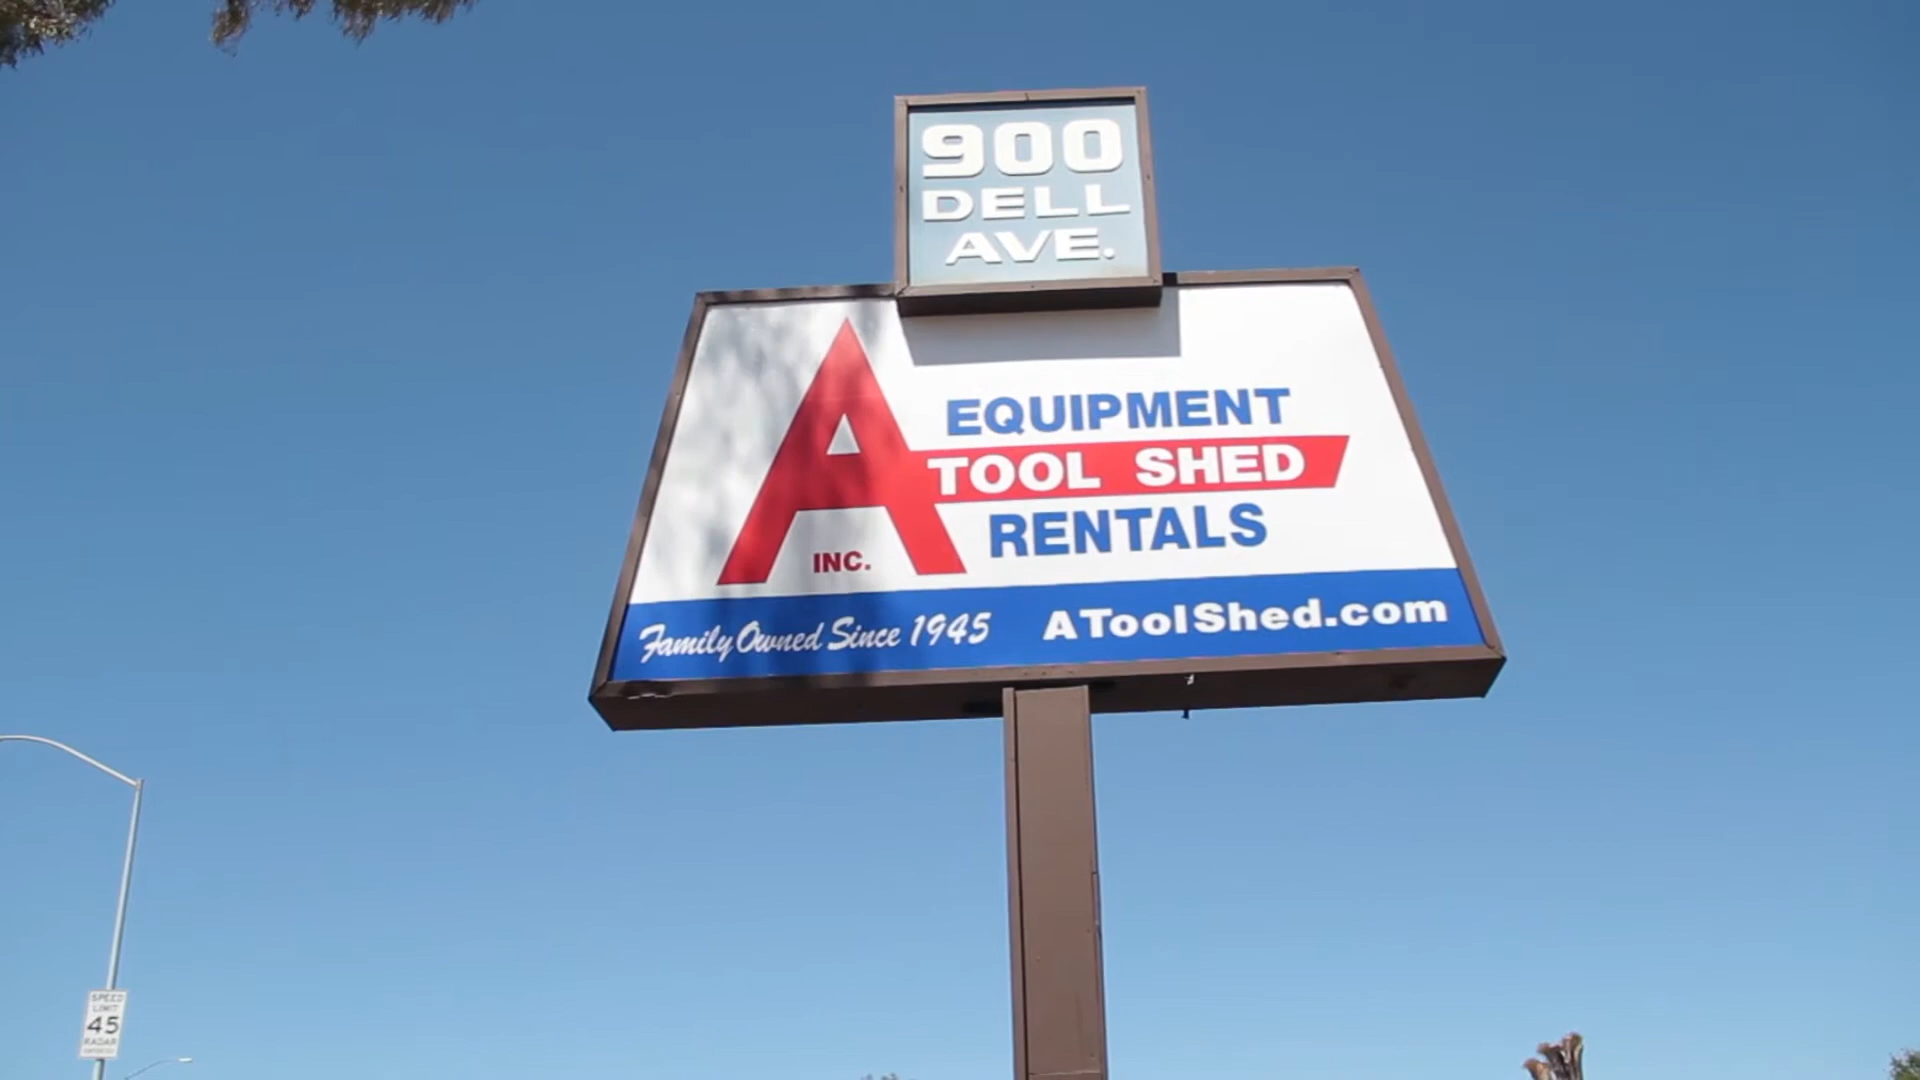 900
DELL
AVE.
A
EQUIPMENT
TOOL SHED
RENTALS
INC.
Family Owned Since 1945 AToolShed.com
SPEED
LIMIT
45
RADAR